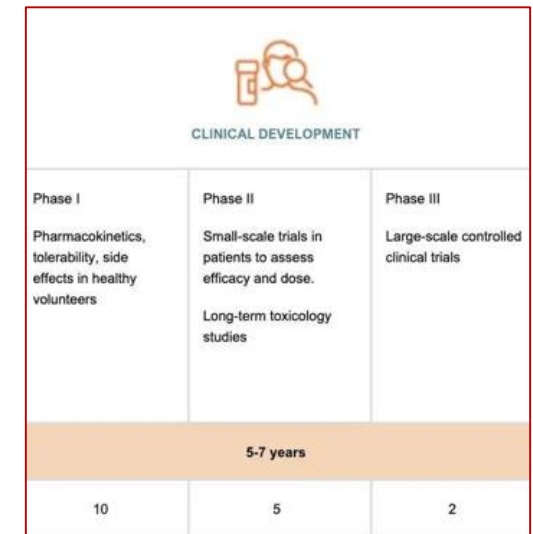 CLINICAL DEVELOPMENT
Phase I
Pharmacokinetics,
tolerability, side
effects in healthy
volunteers
Phase II
Small-scale trials in
patients to assess
efficacy and dose.
Long-term toxicology
studies
Phase III
Large-scale controlled
clinical trials
5-7 years
10
5
2